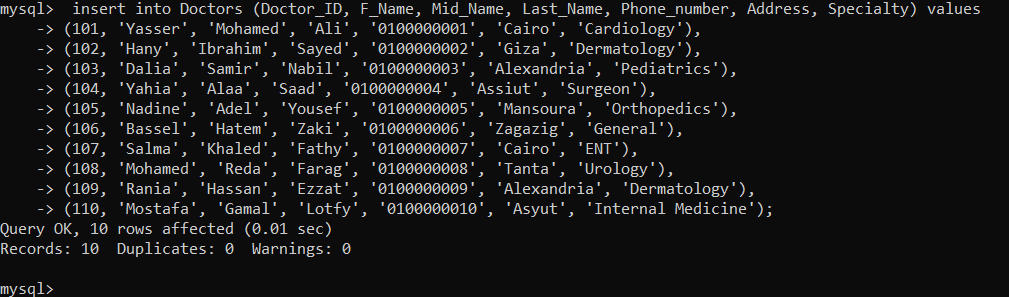 mysql>  insert into Doctors (Doctor_ID, F_Name, Mid_Name, Last_Name, Phone_number, Address, Specialty) values
    -> (101, 'Yasser', 'Mohamed', 'Ali', '0100000001', 'Cairo', 'Cardiology'),
    -> (102, 'Hany', 'Ibrahim', 'Sayed', '0100000002', 'Giza', 'Dermatology'),
    -> (103, 'Dalia', 'Samir', 'Nabil', '0100000003', 'Alexandria', 'Pediatrics'),
    -> (104, 'Yahia', 'Alaa', 'Saad', '0100000004', 'Assiut', 'Surgeon'),
    -> (105, 'Nadine', 'Adel', 'Yousef', '0100000005', 'Mansoura', 'Orthopedics'),
    -> (106, 'Bassel', 'Hatem', 'Zaki', '0100000006', 'Zagazig', 'General'),
    -> (107, 'Salma', 'Khaled', 'Fathy', '0100000007', 'Cairo', 'ENT'),
    -> (108, 'Mohamed', 'Reda', 'Farag', '0100000008', 'Tanta', 'Urology'),
    -> (109, 'Rania', 'Hassan', 'Ezzat', '0100000009', 'Alexandria', 'Dermatology'),
    -> (110, 'Mostafa', 'Gamal', 'Lotfy', '0100000010', 'Asyut', 'Internal Medicine');
Query OK, 10 rows affected (0.01 sec)
Records: 10  Duplicates: 0  Warnings: 0
mysql>